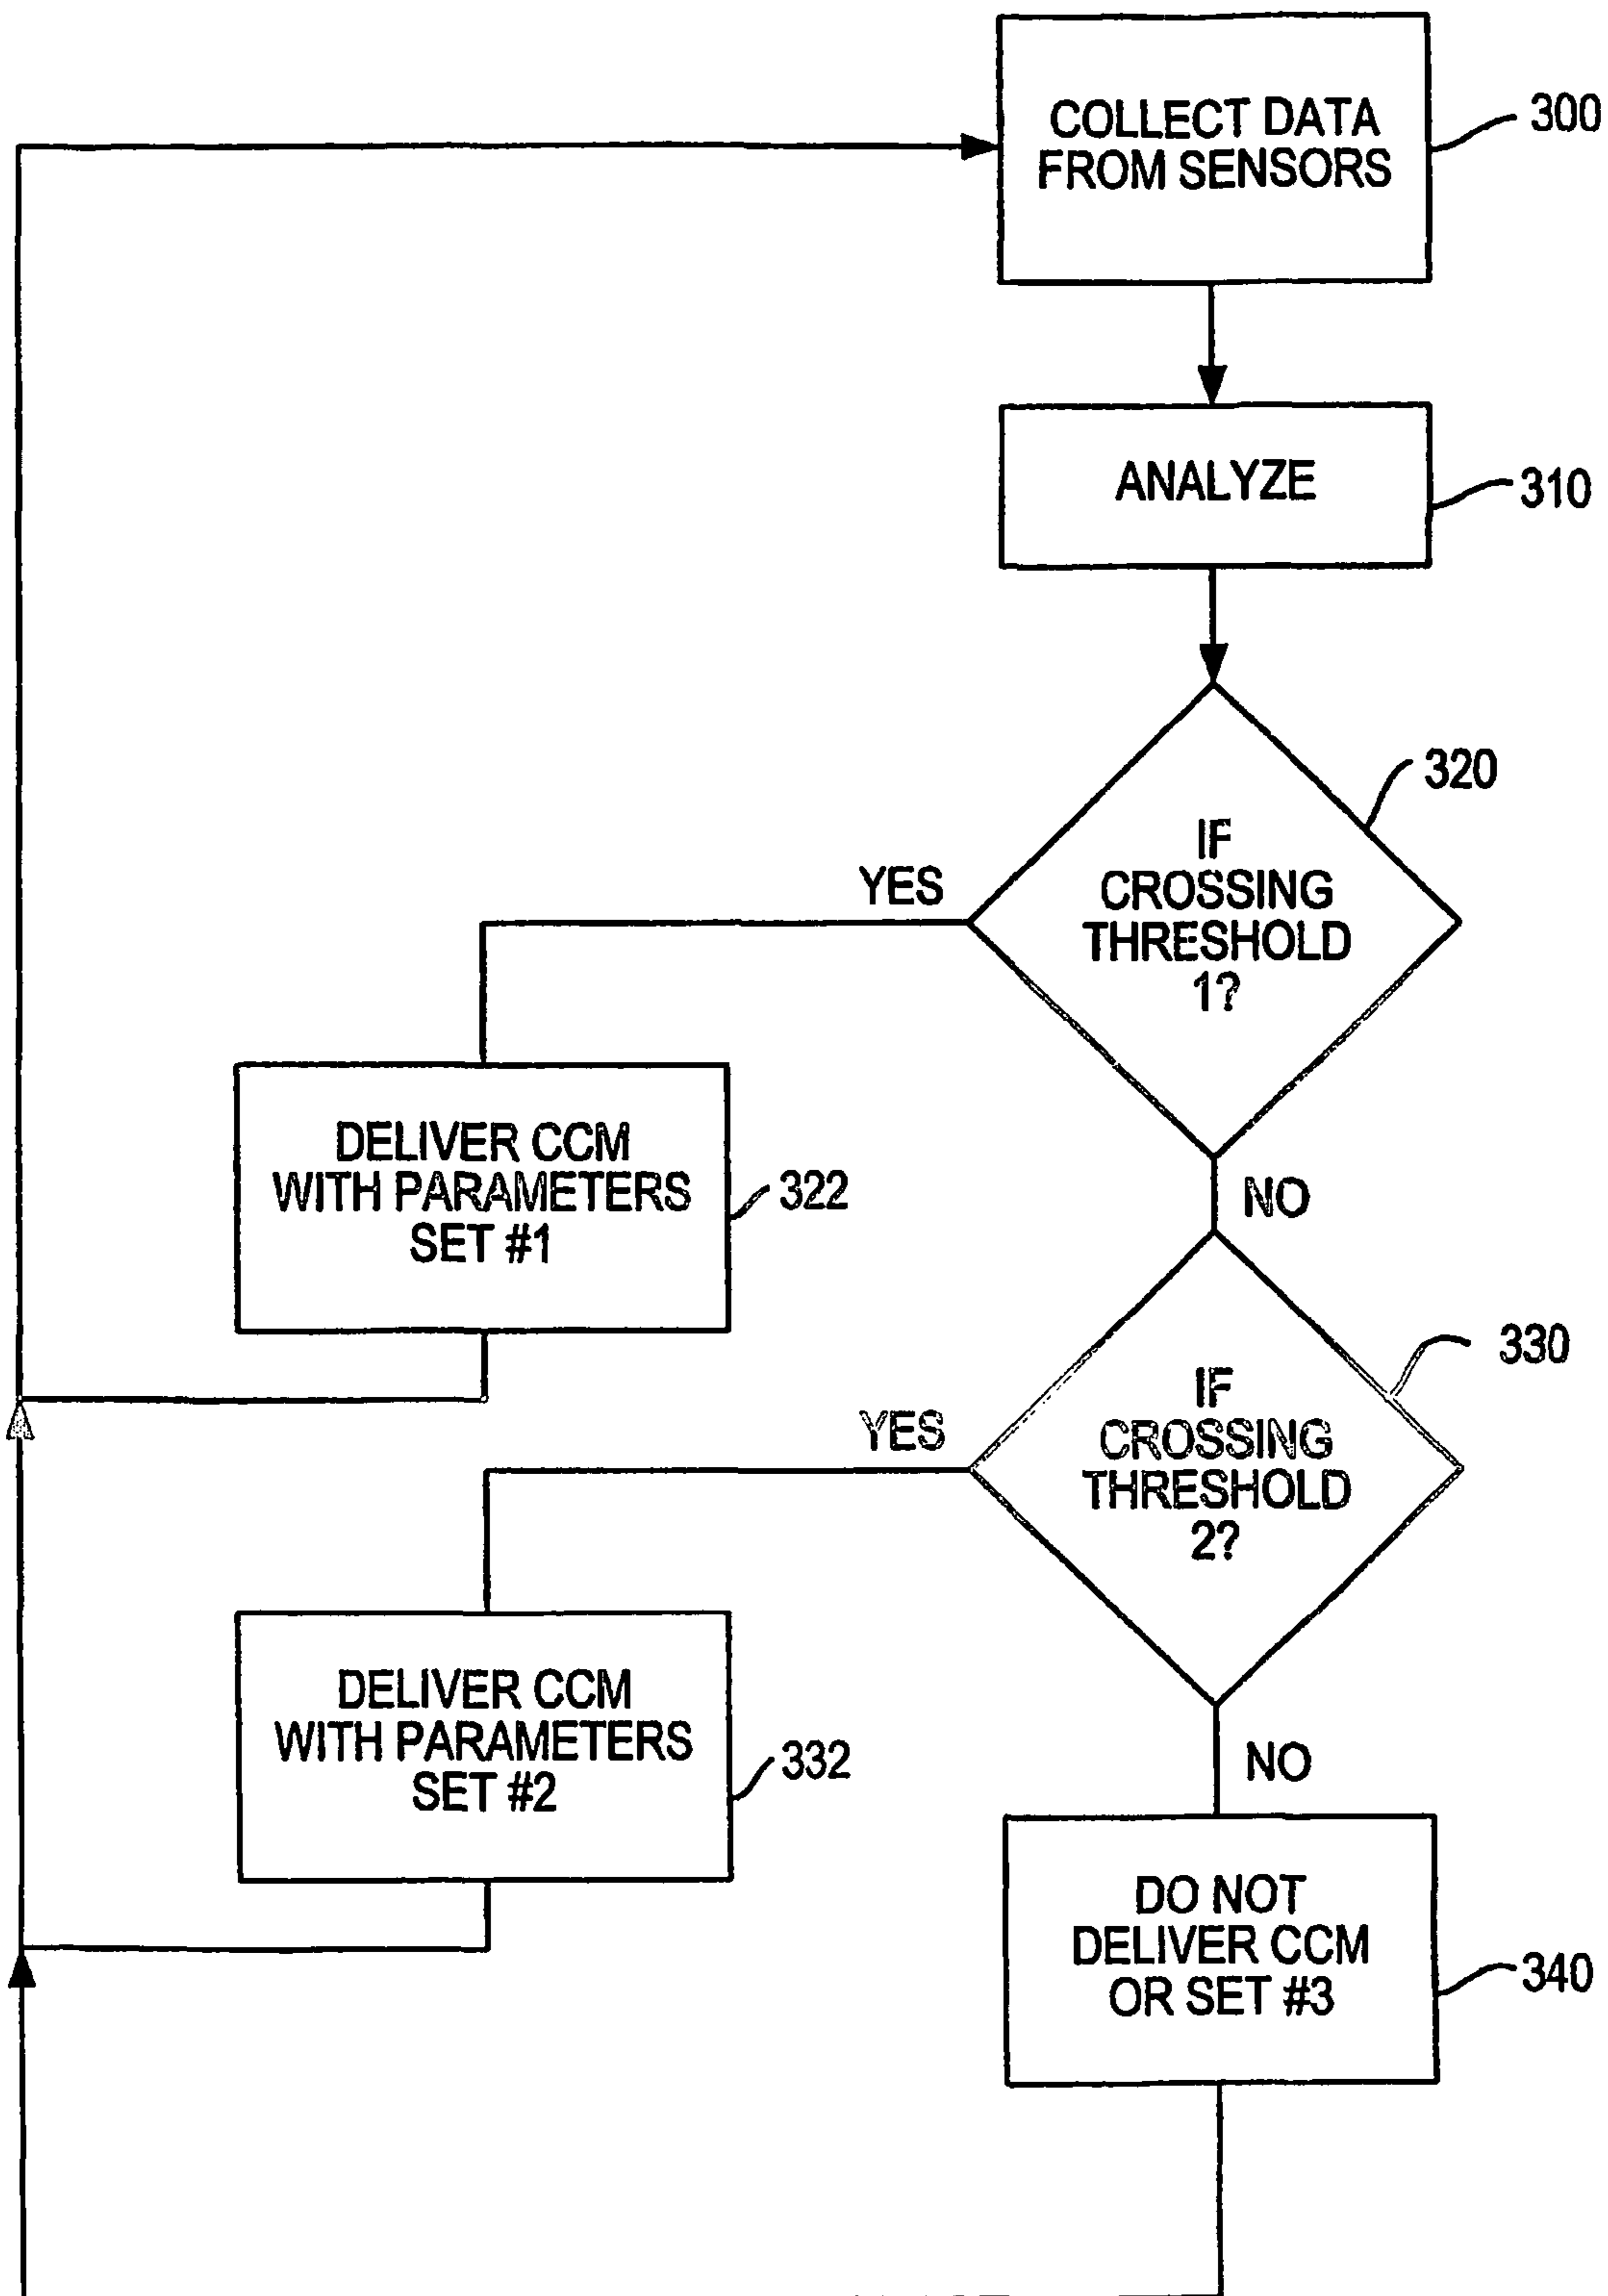 COLLECT DATA
FROM SENSORS
300
ANALYZE
310
320
IF
CROSSING
THRESHOLD
1?
YES
NO
DELIVER CCM
WITH PARAMETERS
SET #1
322
330
IF
CROSSING
THRESHOLD
2?
YES
NO
DELIVER CCM
WITH PARAMETERS
SET #2
332
DO NOT
DELIVER CCM
OR SET #3
340